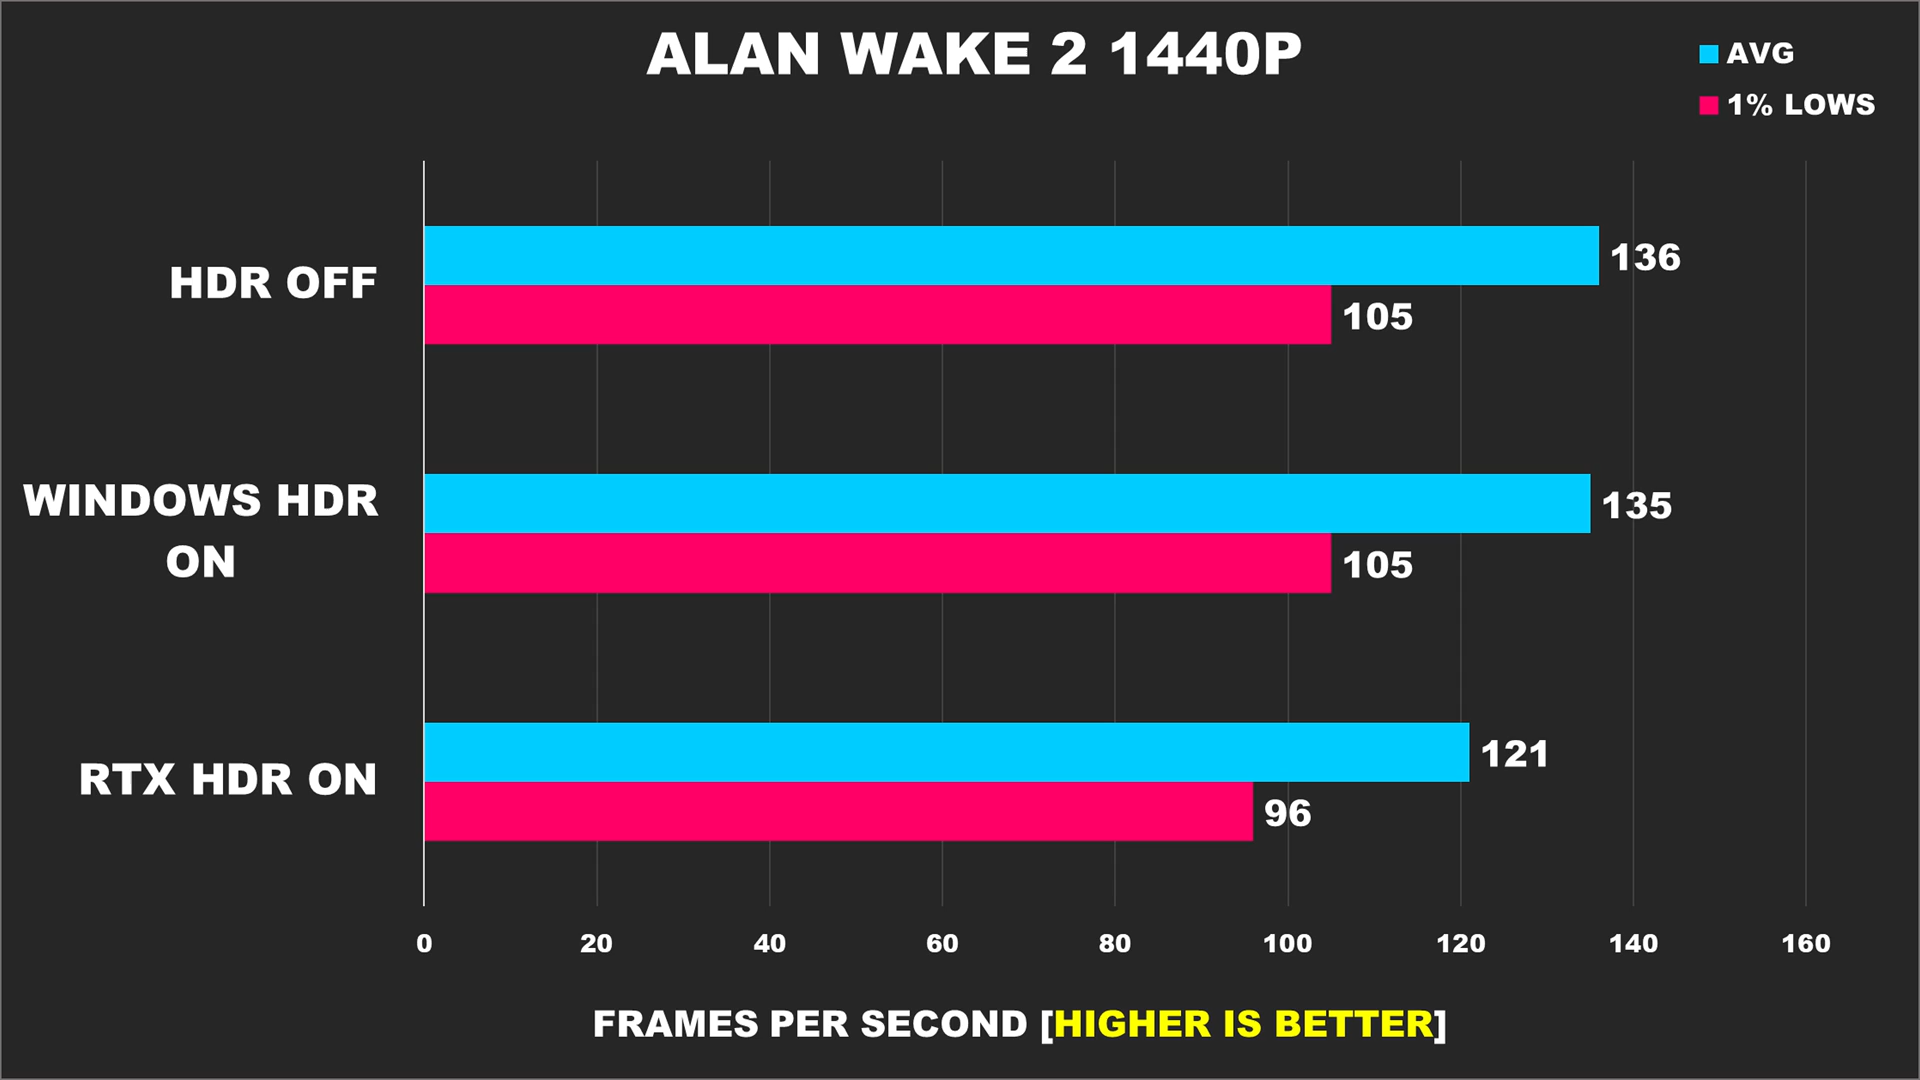 ALAN WAKE 2 1440P
AVG
1% LOWS
HDR OFF
136
105
WINDOWS HDR
ON
135
105
RTX HDR ON
121
96
0 20 40 60 80 100 120 140 160
FRAMES PER SECOND [HIGHER IS BETTER]